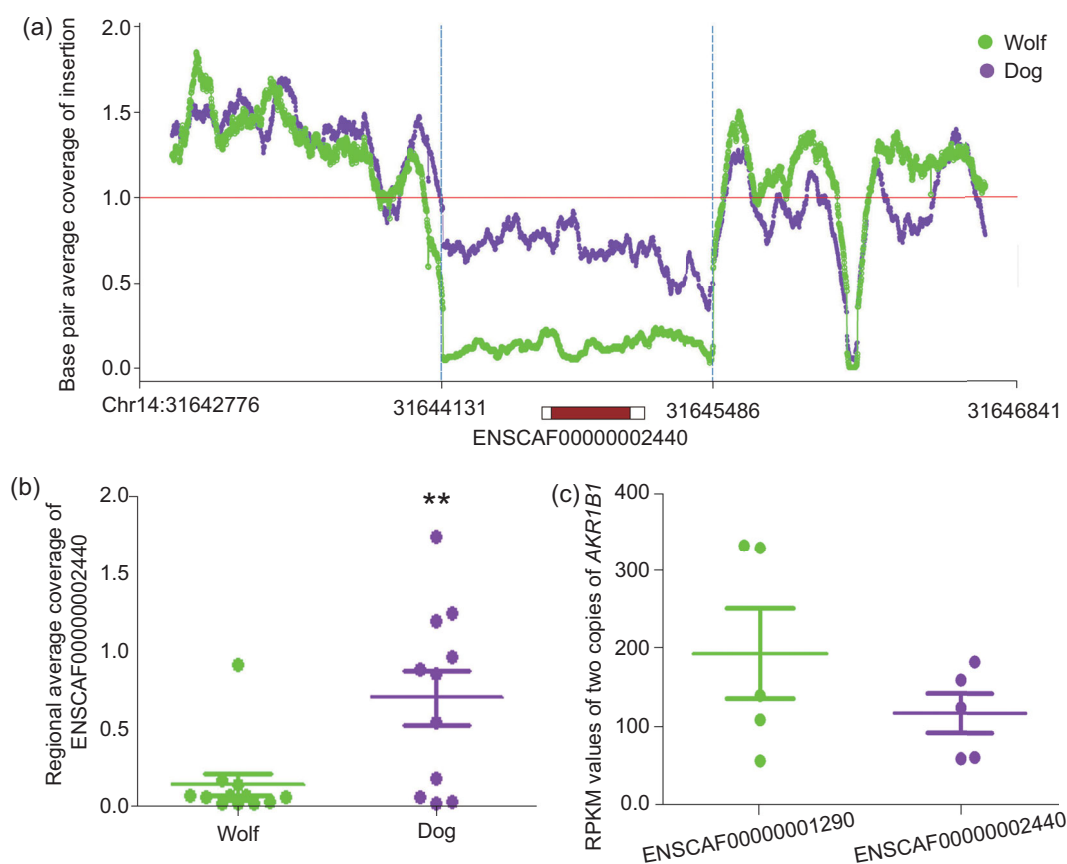 (a)
Base pair average coverage of insertion
2.0
1.5
1.0
0.5
0.0
Wolf
Dog
Chr14:31642776
31644131
31645486
31646841
ENSCAF00000002440
(b)
Regional average coverage of
ENSCAF00000002440
2.0
1.5
1.0
0.5
0.0
**
Wolf
Dog
(c)
RPKM values of two copies of AKR1B1
400
300
200
100
0.0
ENSCAF00000001290
ENSCAF00000002440